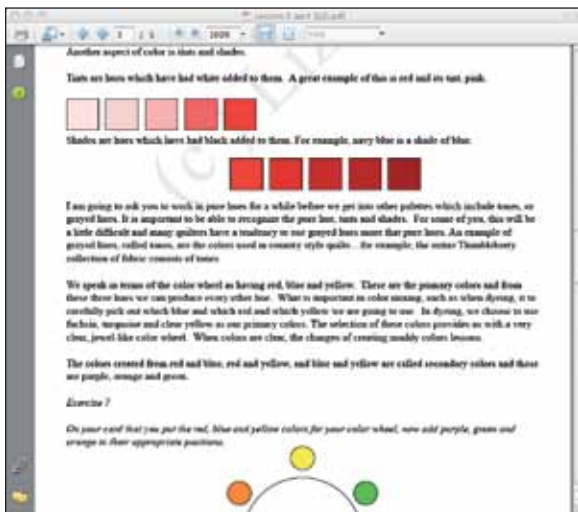 Another aspect of color is tints and shades.
Tints are hues which have had white added to them. A great example of this is red and its tint, pink.
Shades are hues which have had black added to them. For example, navy blue is a shade of blue.
I am going to ask you to work in pure hues for a while before we get into other palettes which include tones, or
grayed hues. It is important to be able to recognize the pure hue, tints and shades. For some of you, this will be
a little difficult and many quilters have a tendency to use grayed hues more that pure hues. An example of
grayed hues, called tones, are the colors used in country style quilts... for example, the entire Thimbleberry
collection of fabric consists of tones
We speak in terms of the color wheel as having red, blue and yellow. These are the primary colors and from
these three hues we can produce every other hue. What is important in color mixing, such as when dyeing, it to
carefully pick out which blue and which red and which yellow we are going to use. In dyeing, we choose to use
fuchsia, turquoise and clear yellow as our primary colors. The selection of these colors provides us with a very
clear, jewel-like color wheel. When colors are clear, the changes of creating muddy colors lessens.
The colors created from red and blue, red and yellow, and blue and yellow are called secondary colors and these
are purple, orange and green.
Exercise 7
On your card that you put the red, blue and yellow colors for your color wheel, now add purple, green and
orange in their appropriate positions.